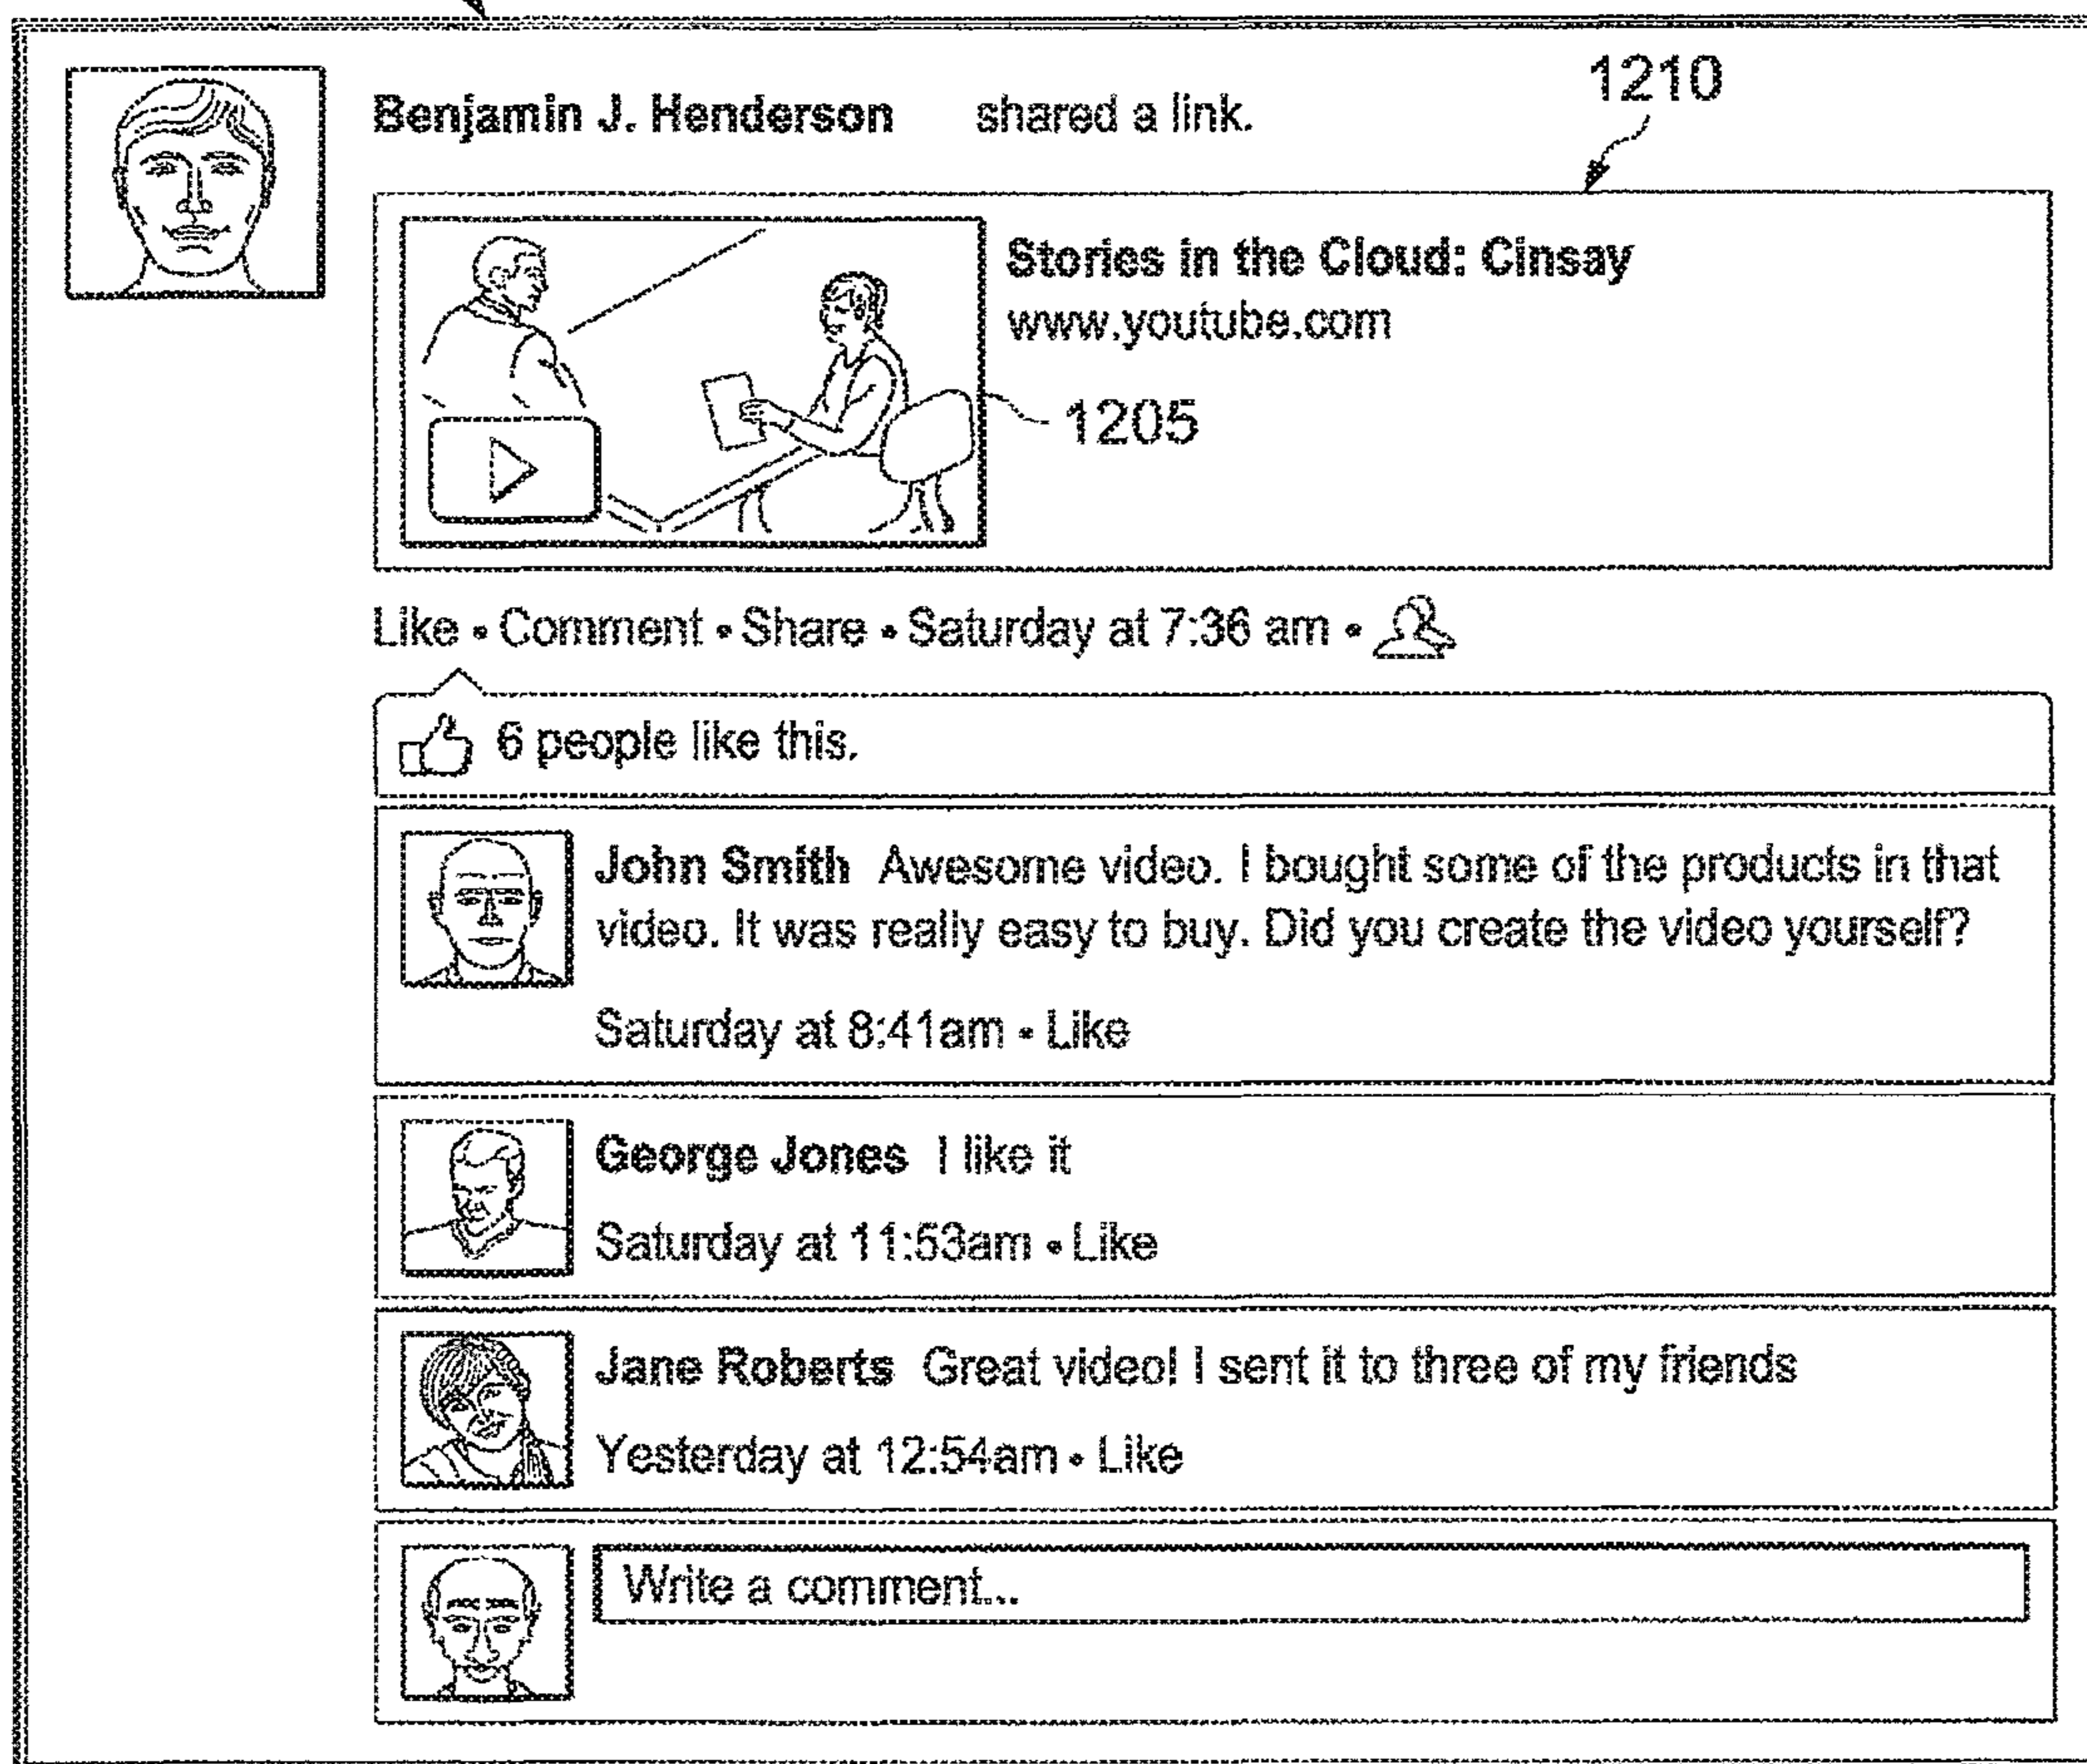 1210
Benjamin J. Henderson shared a link.
Stories in the Cloud: Cinsay
www.youtube.com
1205
Like • Comment • Share • Saturday at 7:36 am •
6 people like this.
John Smith Awesome video. I bought some of the products in that
video. It was really easy to buy. Did you create the video yourself?
Saturday at 8:41am • Like
George Jones I like it
Saturday at 11:53am • Like
Jane Roberts Great video! I sent it to three of my friends
Yesterday at 12:54am • Like
Write a comment...